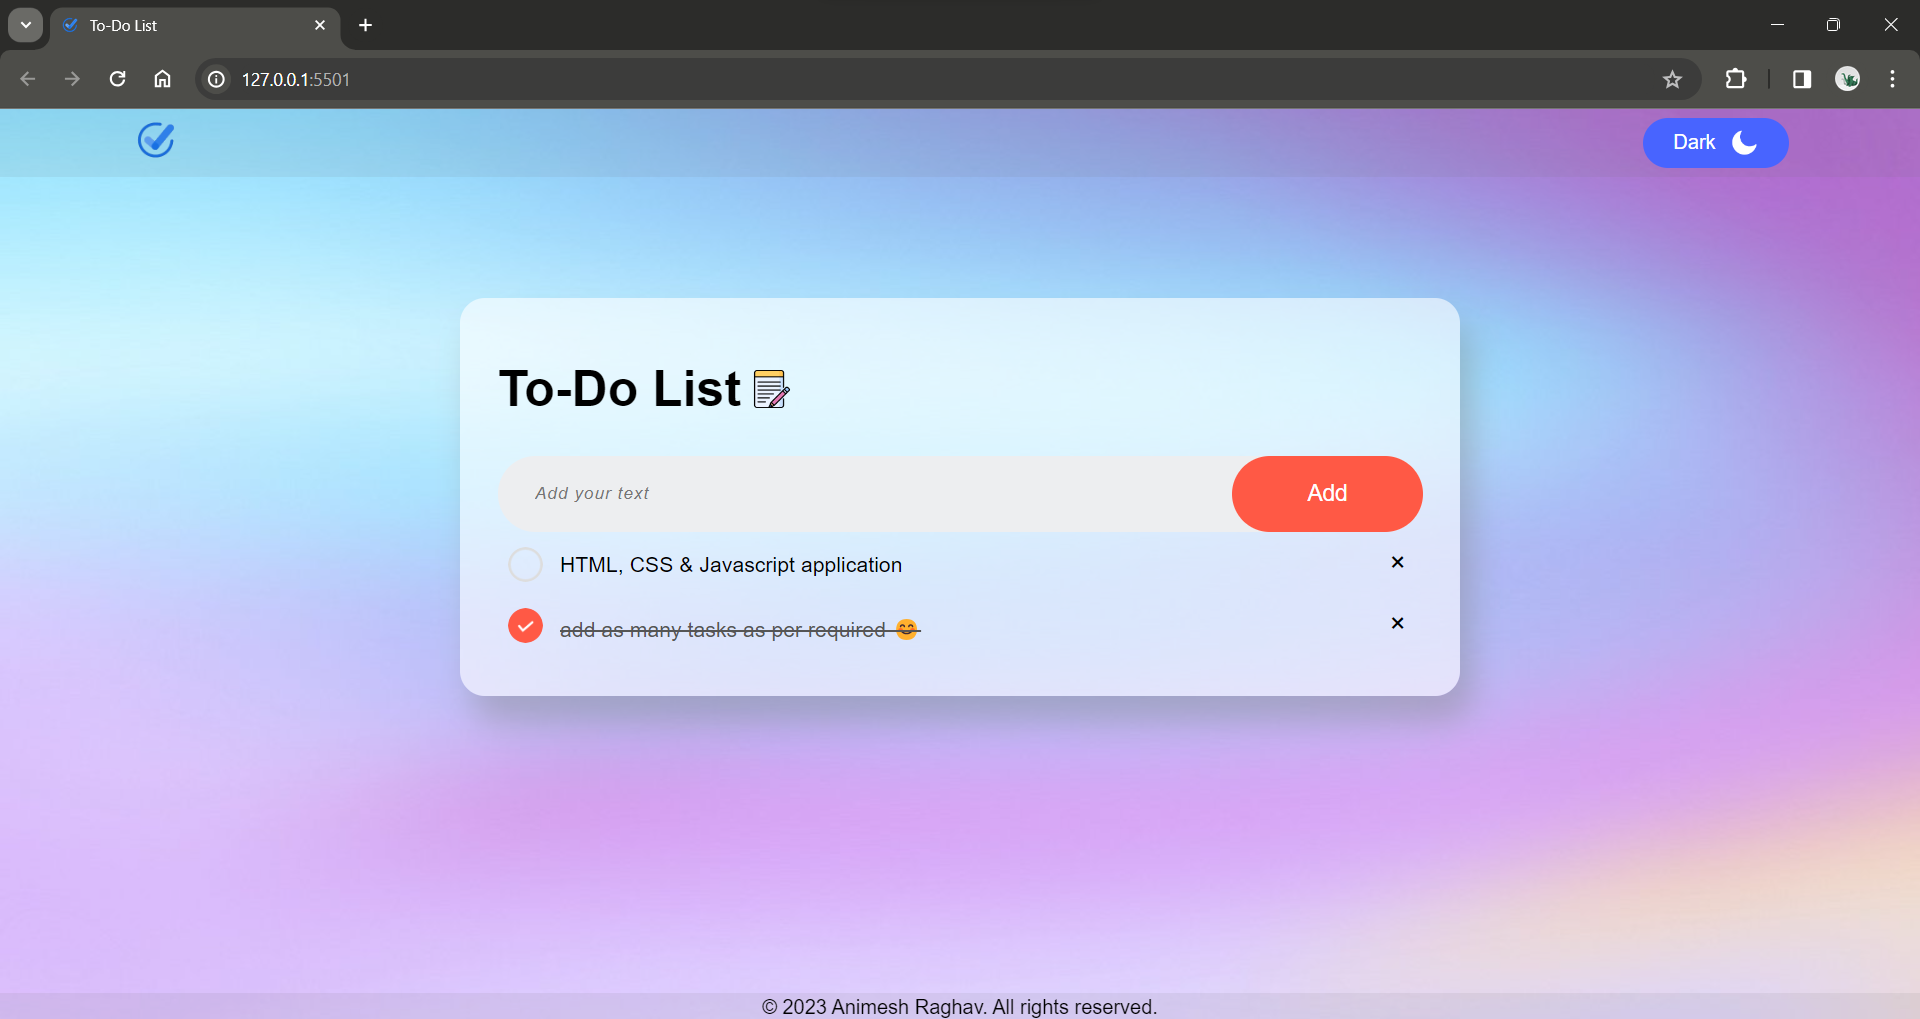 To-Do List
127.0.0.1:5501
Dark
To-Do List
Add your text
Add
HTML, CSS & Javascript application
add as many tasks as per required 😊
© 2023 Animesh Raghav. All rights reserved.